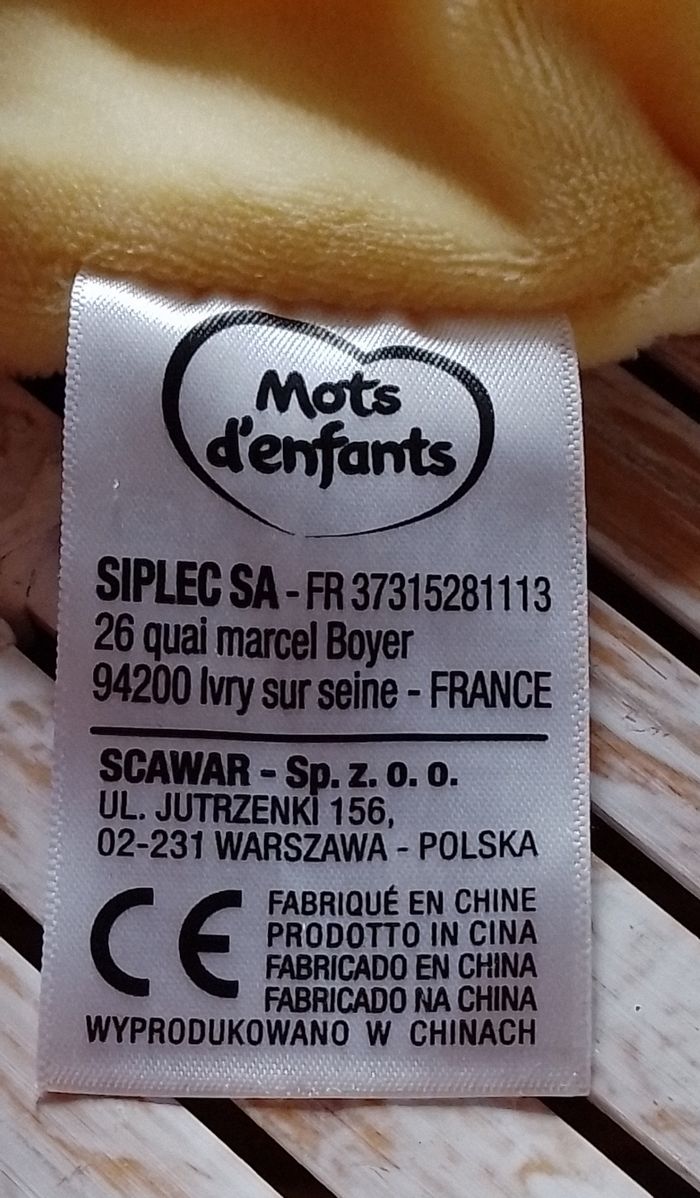 Mots
d'enfants
SIPLEC SA - FR 37315281113
26 quai marcel Boyer
94200 Ivry sur seine - FRANCE
SCAWAR - Sp. z. o. o.
UL. JUTRZENKI 156,
02-231 WARSZAWA - POLSKA
CE
FABRIQUÉ EN CHINE
PRODOTTO IN CINA
FABRICADO EN CHINA
FABRICADO NA CHINA
WYPRODUKOWANO W CHINACH